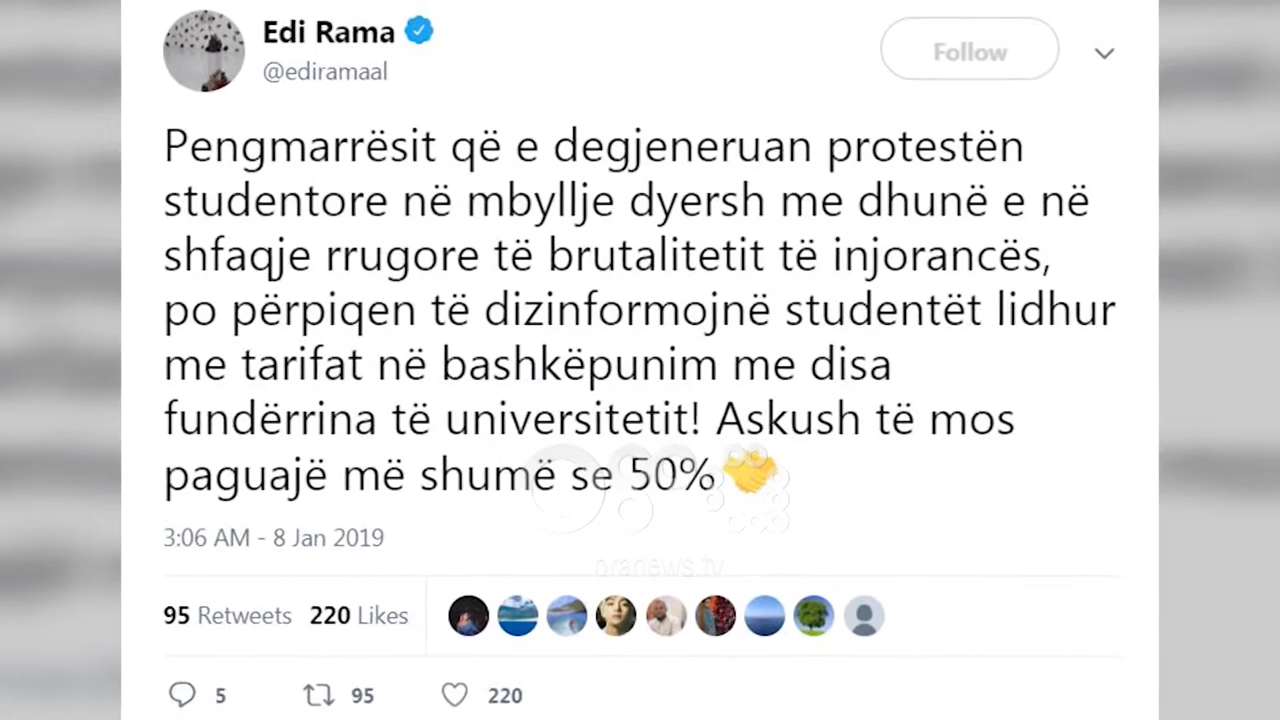 Edi Rama
@ediramaal
Follow
Pengmarrësit që e degjeneruan protestën
studentore në mbyllje dyersh me dhunë e në
shfaqje rrugore të brutalitetit të injorancës,
po përpiqen të dizinformojnë studentët lidhur
me tarifat në bashkëpunim me disa
fundërrina të universitetit! Askush të mos
paguajë më shumë se 50%🤝
oranews.tv
3:06 AM - 8 Jan 2019
95 Retweets 220 Likes
5 95 220